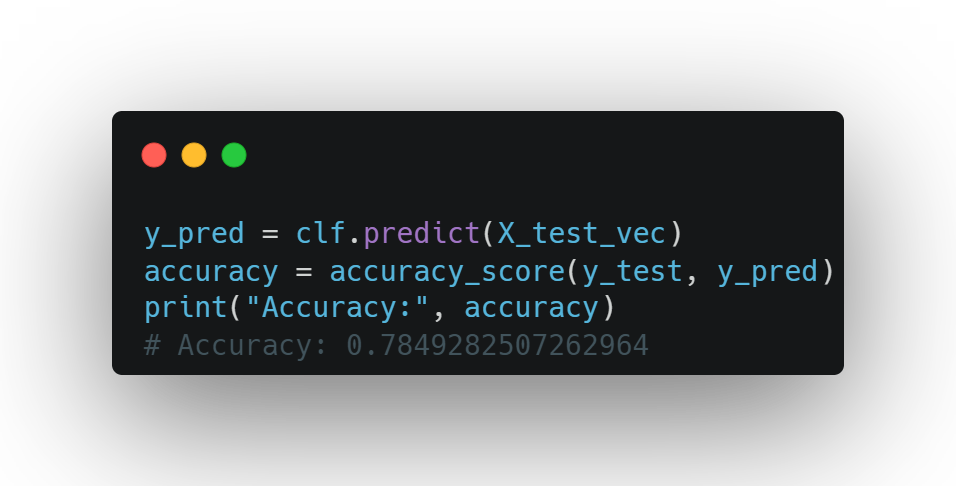 y_pred = clf.predict(X_test_vec)
accuracy = accuracy_score(y_test, y_pred)
print("Accuracy:", accuracy)
# Accuracy: 0.7849282507262964